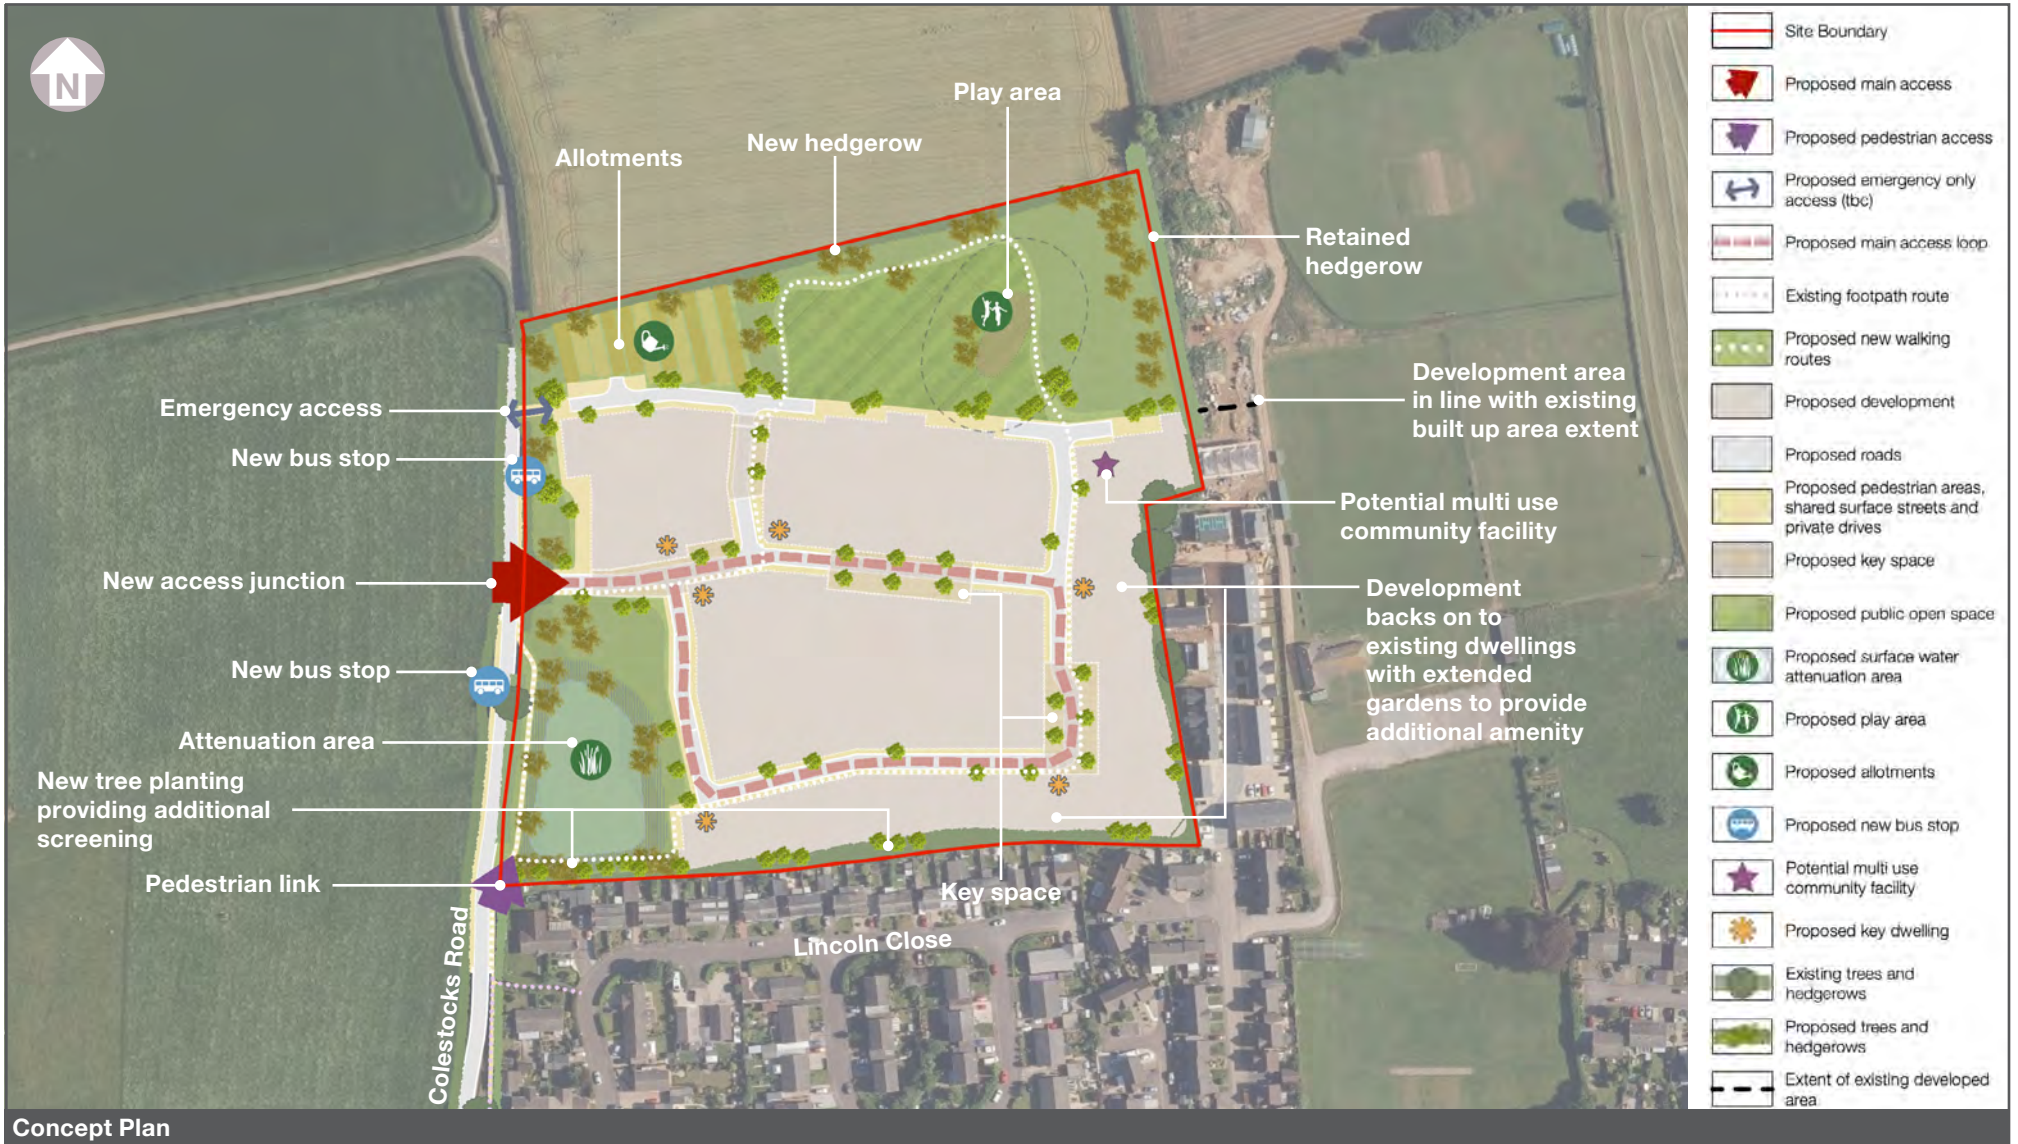 N
Play area
New hedgerow
Allotments
Retained
hedgerow
Development area
in line with existing
built up area extent
Emergency access
New bus stop
Potential multi use
community facility
New access junction
Development
backs on to
existing dwellings
with extended
gardens to provide
additional amenity
New bus stop
Attenuation area
New tree planting
providing additional
screening
Pedestrian link
Key space
Lincoln Close
Colestocks Road
Site Boundary
Proposed main access
Proposed pedestrian access
Proposed emergency only
access (tbc)
Proposed main access loop
Existing footpath route
Proposed new walking
routes
Proposed development
Proposed roads
Proposed pedestrian areas,
shared surface streets and
private drives
Proposed key space
Proposed public open space
Proposed surface water
attenuation area
Proposed play area
Proposed allotments
Proposed new bus stop
Potential multi use
community facility
Proposed key dwelling
Existing trees and
hedgerows
Proposed trees and
hedgerows
Extent of existing developed
area
Concept Plan